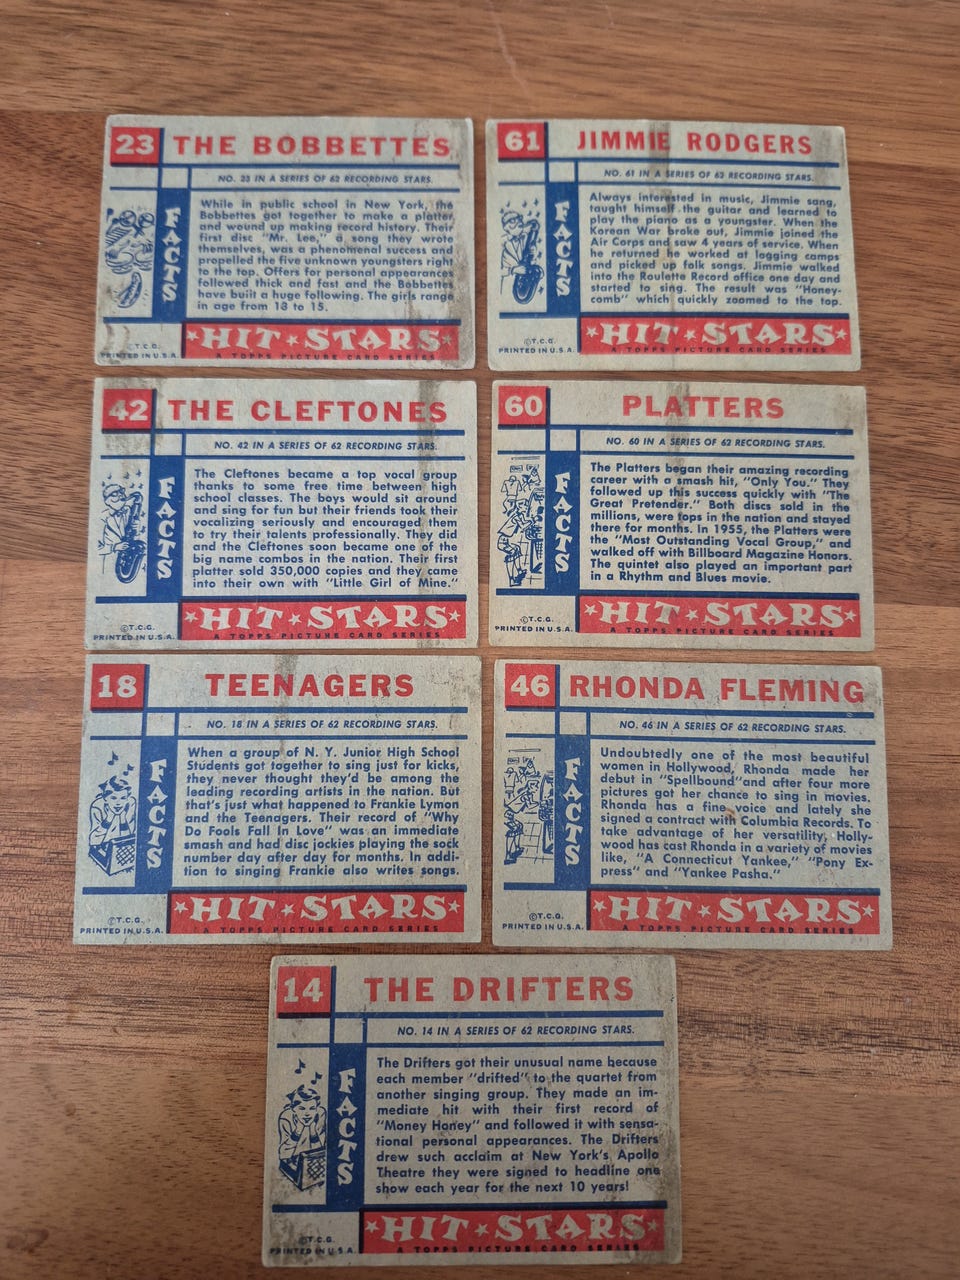 23 THE BOBBETTES
NO. 23 IN A SERIES OF 62 RECORDING STARS.
FACTS
While in public school in New York, the
Bobbettes got together to make a platter,
and wound up making record history. Their
first disc "Mr. Lee," a song they wrote
themselves, was a phenomenal success and
propelled the five unknown youngsters right
to the top. Offers for personal appearances
followed thick and fast and the Bobbettes
have built a huge following. The girls range
in age from 13 to 15.
©T.C.G.
PRINTED IN U.S.A.
HIT STARS
A TOPPS PICTURE CARD SERIES
61 JIMMIE RODGERS
NO. 61 IN A SERIES OF 62 RECORDING STARS.
FACTS
Always interested in music, Jimmie sang,
taught himself the guitar and learned to
play the piano as a youngster. When the
Korean War broke out, Jimmie joined the
Air Corps and saw 4 years of service. When
he returned he worked at logging camps
and picked up folk songs. Jimmie walked
into the Roulette Record office one day and
started to sing. The result was "Honey-
comb" which quickly zoomed to the top.
©T.C.G.
PRINTED IN U.S.A.
HIT STARS
A TOPPS PICTURE CARD SERIES
42 THE CLEFTONES
NO. 42 IN A SERIES OF 62 RECORDING STARS.
FACTS
The Cleftones became a top vocal group
thanks to some free time between high
school classes. The boys would sit around
and sing for fun but their friends took their
vocalizing seriously and encouraged them
to try their talents professionally. They did
and the Cleftones soon became one of the
big name combos in the nation. Their first
platter sold 350,000 copies and they came
into their own with "Little Girl of Mine."
©T.C.G.
PRINTED IN U.S.A.
HIT STARS
A TOPPS PICTURE CARD SERIES
60 PLATTERS
NO. 60 IN A SERIES OF 62 RECORDING STARS.
FACTS
The Platters began their amazing recording
career with a smash hit, "Only You." They
followed up this success quickly with "The
Great Pretender." Both discs sold in the
millions, were tops in the nation and stayed
there for months. In 1955, the Platters were
the "Most Outstanding Vocal Group," and
walked off with Billboard Magazine Honors.
The quintet also played an important part
in a Rhythm and Blues movie.
©T.C.G.
PRINTED IN U.S.A.
HIT STARS
A TOPPS PICTURE CARD SERIES
18 TEENAGERS
NO. 18 IN A SERIES OF 62 RECORDING STARS.
FACTS
When a group of N. Y. Junior High School
Students got together to sing just for kicks,
they never thought they'd be among the
leading recording artists in the nation. But
that's just what happened to Frankie Lymon
and the Teenagers. Their record of "Why
Do Fools Fall In Love" was an immediate
smash and had disc jockies playing the sock
number day after day for months. In addi-
tion to singing Frankie also writes songs.
©T.C.G.
PRINTED IN U.S.A.
HIT STARS
A TOPPS PICTURE CARD SERIES
46 RHONDA FLEMING
NO. 46 IN A SERIES OF 62 RECORDING STARS.
FACTS
Undoubtedly one of the most beautiful
women in Hollywood, Rhonda made her
debut in "Spellbound" and after four more
pictures got her chance to sing in movies.
Rhonda has a fine voice and lately she
signed a contract with Columbia Records. To
take advantage of her versatility, Holly-
wood has cast Rhonda in a variety of movies
like, "A Connecticut Yankee," "Pony Ex-
press" and "Yankee Pasha."
©T.C.G.
PRINTED IN U.S.A.
HIT STARS
A TOPPS PICTURE CARD SERIES
14 THE DRIFTERS
NO. 14 IN A SERIES OF 62 RECORDING STARS.
FACTS
The Drifters got their unusual name because
each member "drifted" to the quartet from
another singing group. They made an im-
mediate hit with their first record of
"Money Honey" and followed it with sensa-
tional personal appearances. The Drifters
drew such acclaim at New York's Apollo
Theatre they were signed to headline one
show each year for the next 10 years!
©T.C.G.
PRINTED IN U.S.A.
HIT STARS
A TOPPS PICTURE CARD SERIES